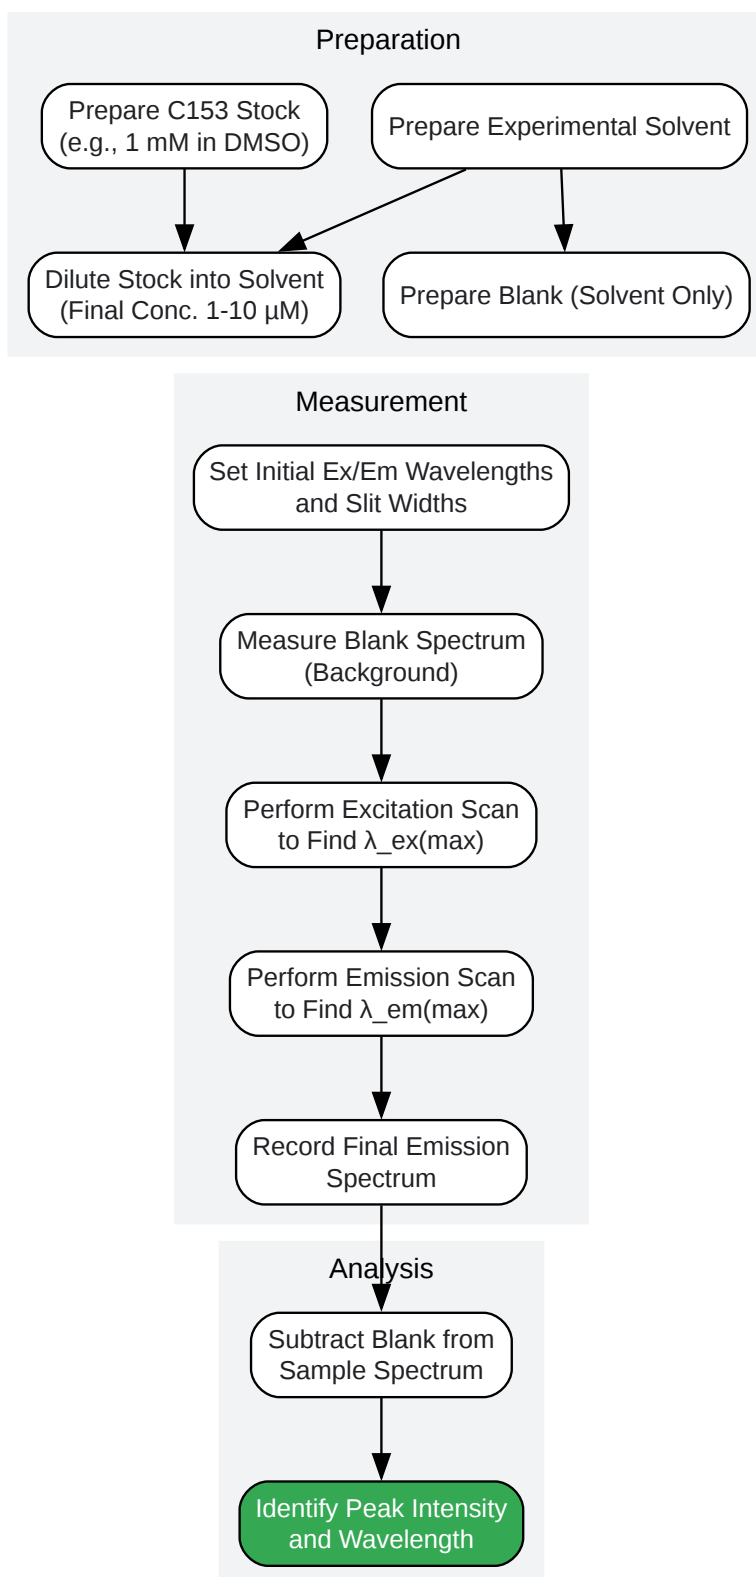 Preparation
Prepare C153 Stock
(e.g., 1 mM in DMSO)
Prepare Experimental Solvent
Dilute Stock into Solvent
(Final Conc. 1-10 µM)
Prepare Blank (Solvent Only)
Measurement
Set Initial Ex/Em Wavelengths
and Slit Widths
Measure Blank Spectrum
(Background)
Perform Excitation Scan
to Find λ_ex(max)
Perform Emission Scan
to Find λ_em(max)
Record Final Emission
Spectrum
Analysis
Subtract Blank from
Sample Spectrum
Identify Peak Intensity
and Wavelength